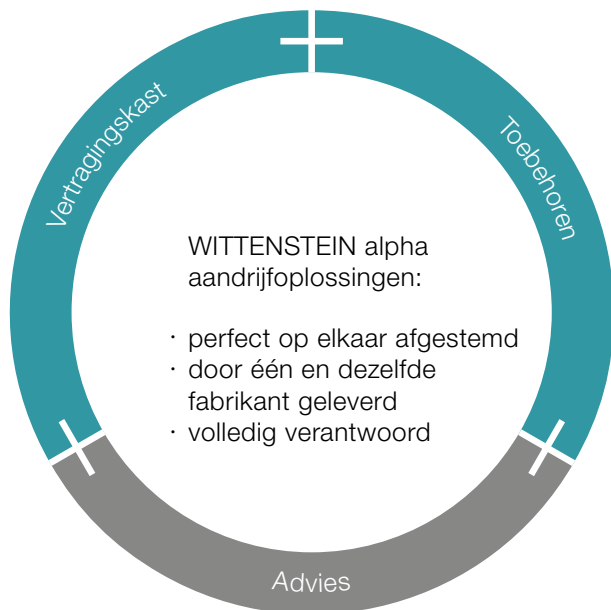 Vertragingskast
Toebehoren
WITTENSTEIN alpha
aandrijfoplossingen:
· perfect op elkaar afgestemd
· door één en dezelfde
fabrikant geleverd
· volledig verantwoord
Advies